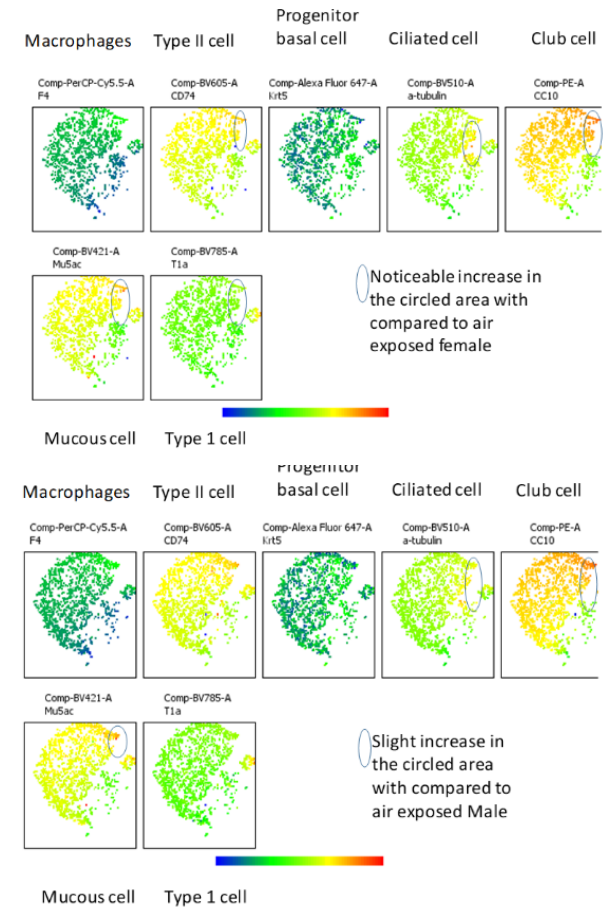 Progenitor
Macrophages Type II cell basal cell Ciliated cell Club cell
Comp-PerCP-Cy5.5-A Comp-BV605-A Comp-Alexa Fluor 647-A Comp-BV510-A Comp-PE-A
F4 CD74 Krt5 a-tubulin CC10
Comp-BV421-A Comp-BV785-A
Mu5ac T1a
Noticeable increase in
the circled area with
compared to air
exposed female
Mucous cell Type 1 cell
Progenitor
Macrophages Type II cell basal cell Ciliated cell Club cell
Comp-PerCP-Cy5.5-A Comp-BV605-A Comp-Alexa Fluor 647-A Comp-BV510-A Comp-PE-A
F4 CD74 Krt5 a-tubulin CC10
Comp-BV421-A Comp-BV785-A
Mu5ac T1a
Slight increase in
the circled area
with compared to
air exposed Male
Mucous cell Type 1 cell